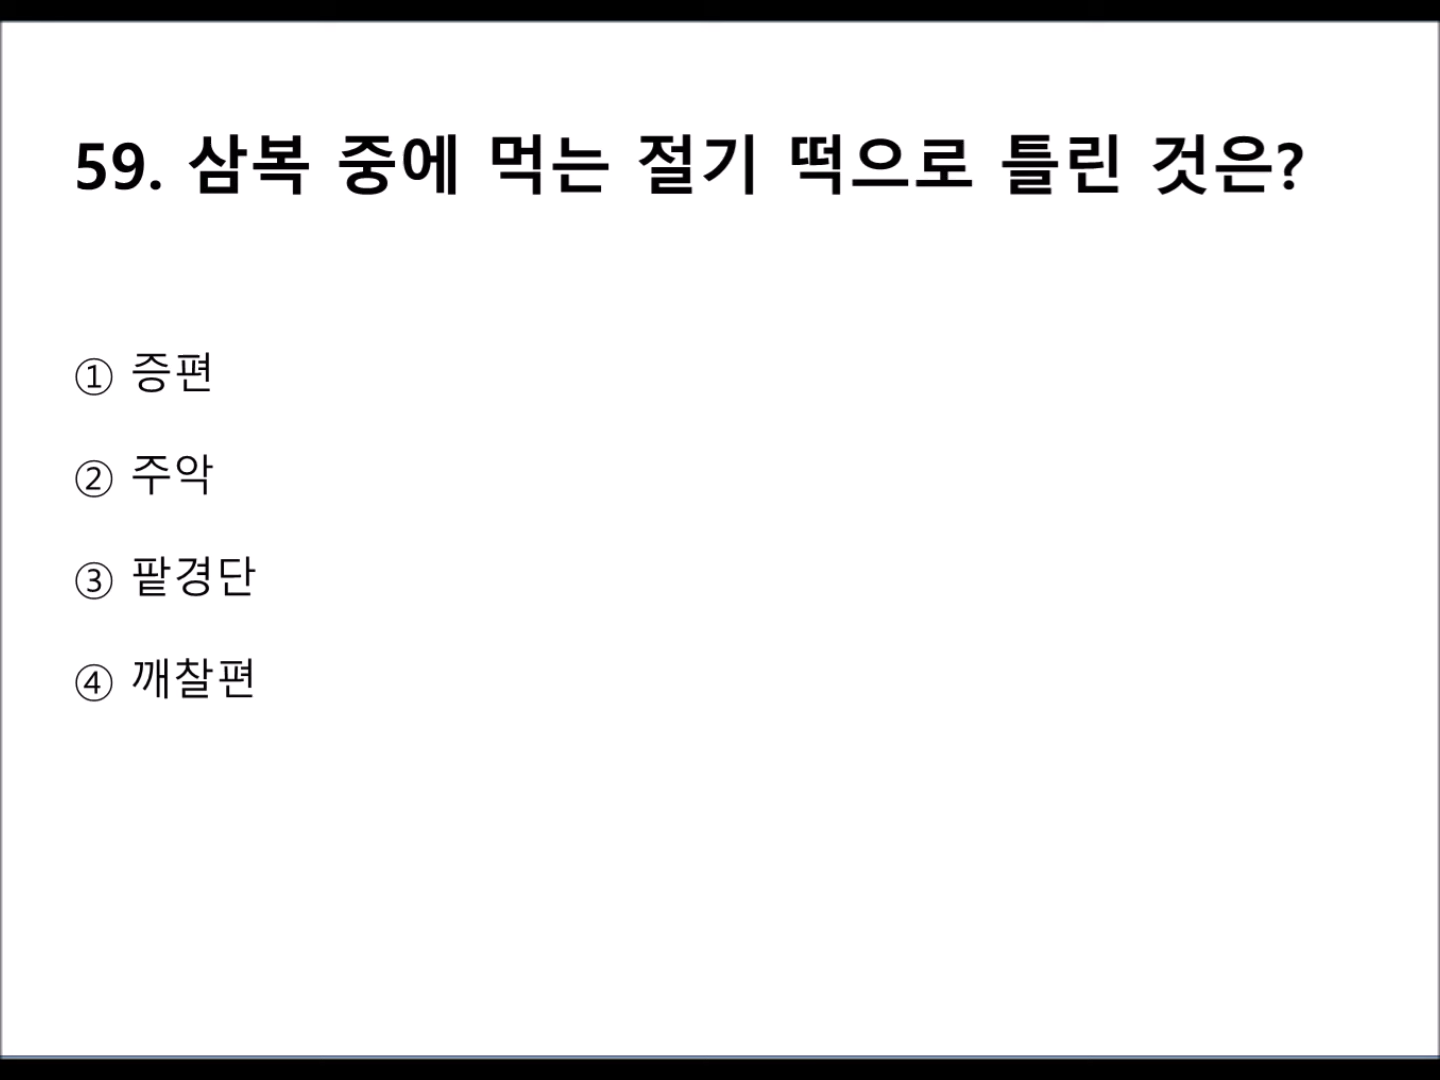 59. 삼복 중에 먹는 절기 떡으로 틀린 것은?
① 증편
② 주악
③ 팥경단
④ 깨찰편